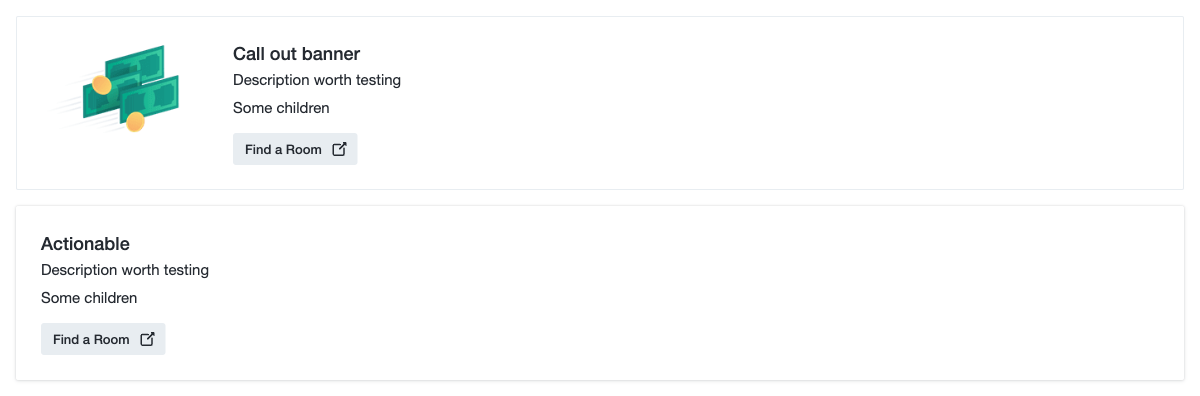 Call out banner
Description worth testing
Some children
Find a Room
Actionable
Description worth testing
Some children
Find a Room